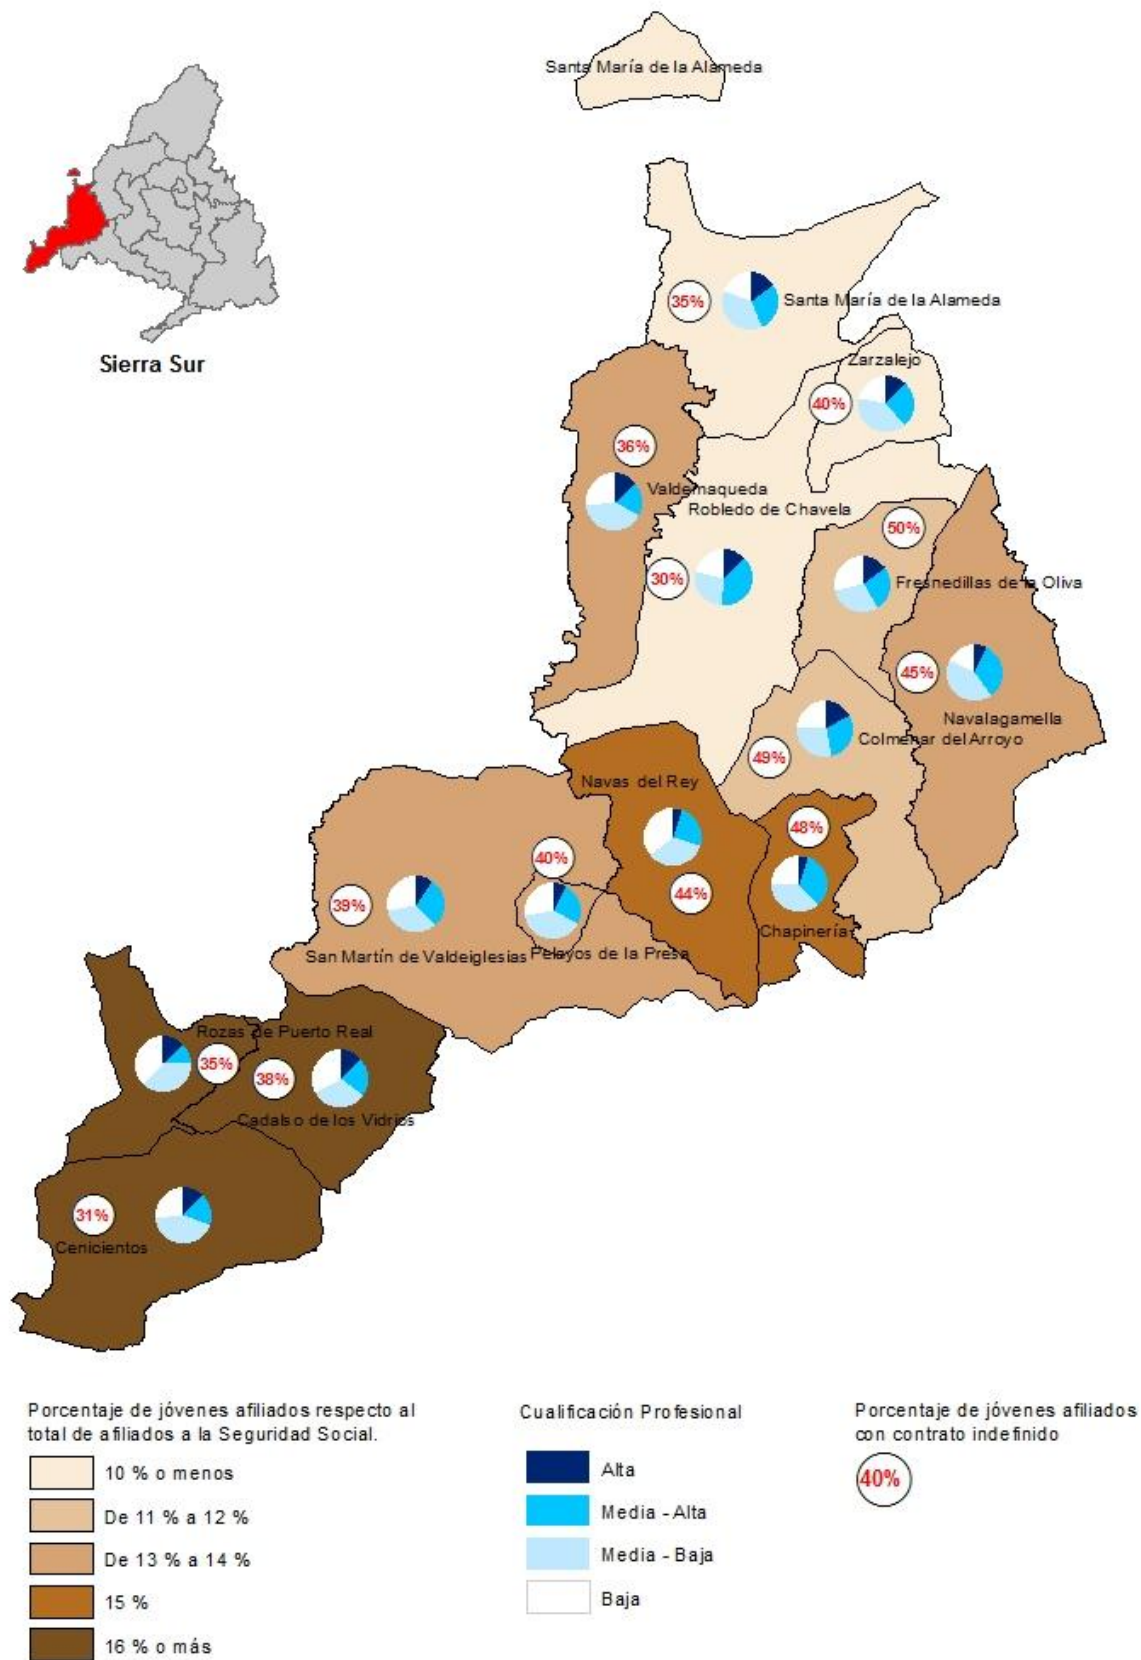 Santa María de la Alameda
Sierra Sur
35%
Santa María de la Alameda
Zarzalejo
40%
36%
Valdemaqueda
Robledo de Chavela
50%
30%
Fresnedillas de la Oliva
45%
Navalagamella
Colmenar del Arroyo
49%
Navas del Rey
48%
40%
44%
39%
Chapinería
San Martín de Valdeiglesias
Pelayos de la Presa
Rozas de Puerto Real
35%
38%
Cadalso de los Vidrios
31%
Cenicientos
Porcentaje de jóvenes afiliados respecto al
total de afiliados a la Seguridad Social.
10 % o menos
De 11 % a 12 %
De 13 % a 14 %
15 %
16 % o más
Cualificación Profesional
Alta
Media - Alta
Media - Baja
Baja
Porcentaje de jóvenes afiliados
con contrato indefinido
40%